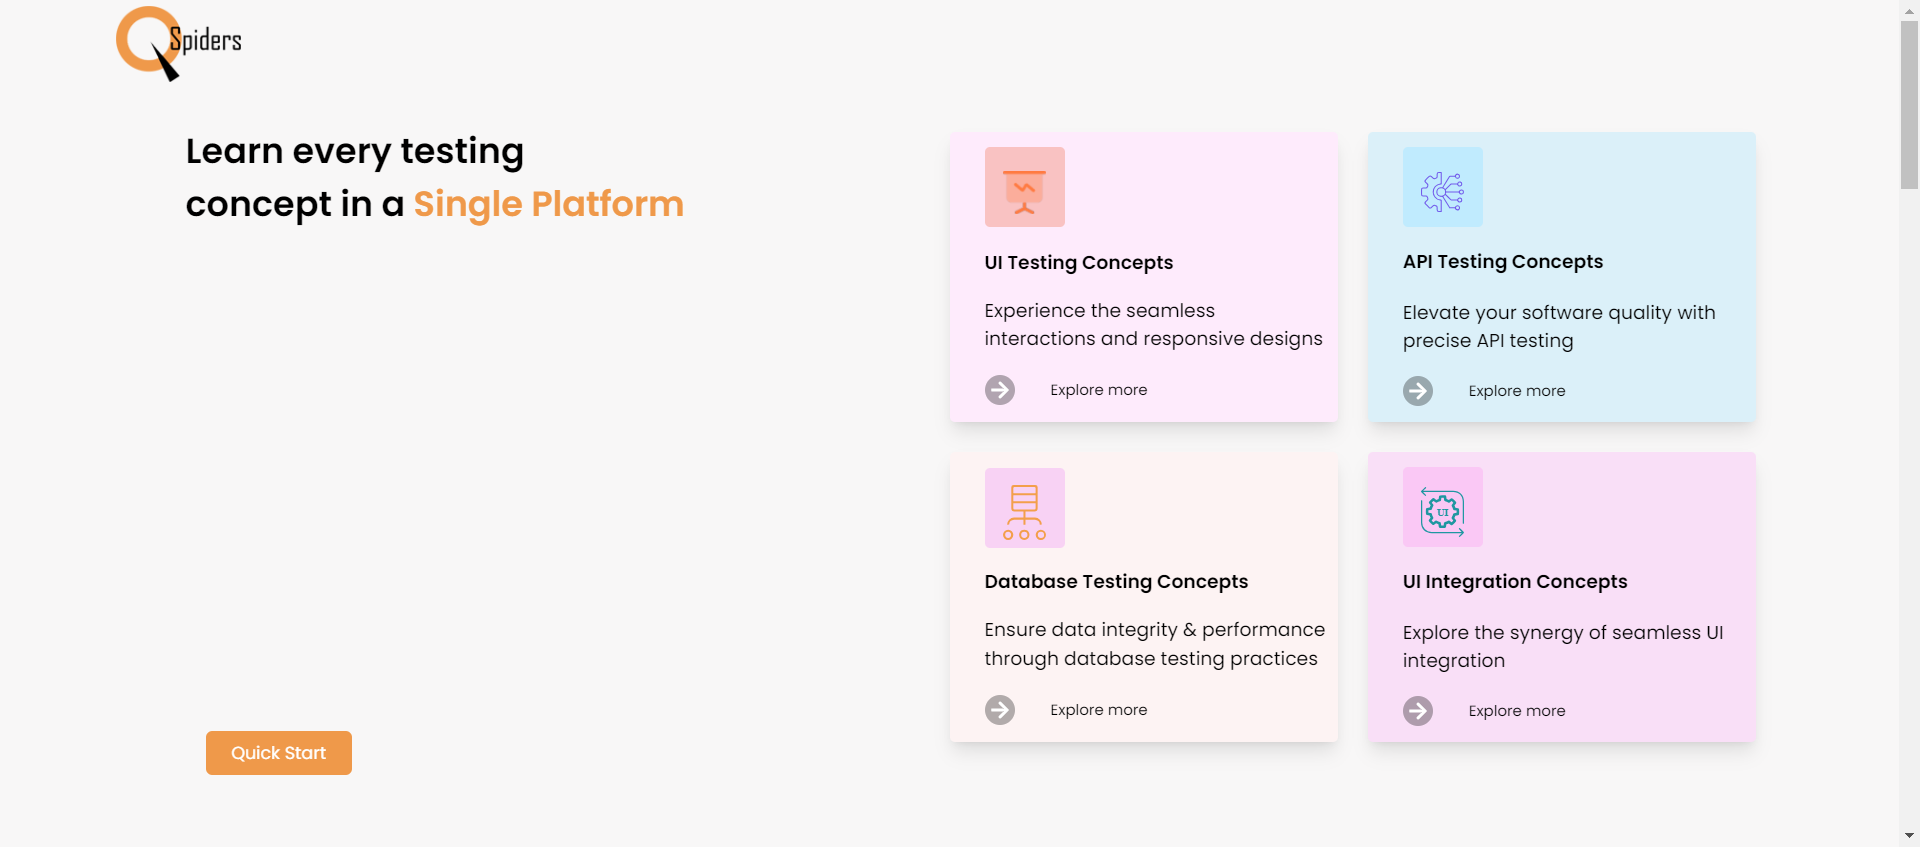 Spiders
Learn every testing
concept in a Single Platform
UI Testing Concepts
Experience the seamless
interactions and responsive designs
Explore more
API Testing Concepts
Elevate your software quality with
precise API testing
Explore more
Database Testing Concepts
Ensure data integrity & performance
through database testing practices
Explore more
UI
UI Integration Concepts
Explore the synergy of seamless UI
integration
Explore more
Quick Start